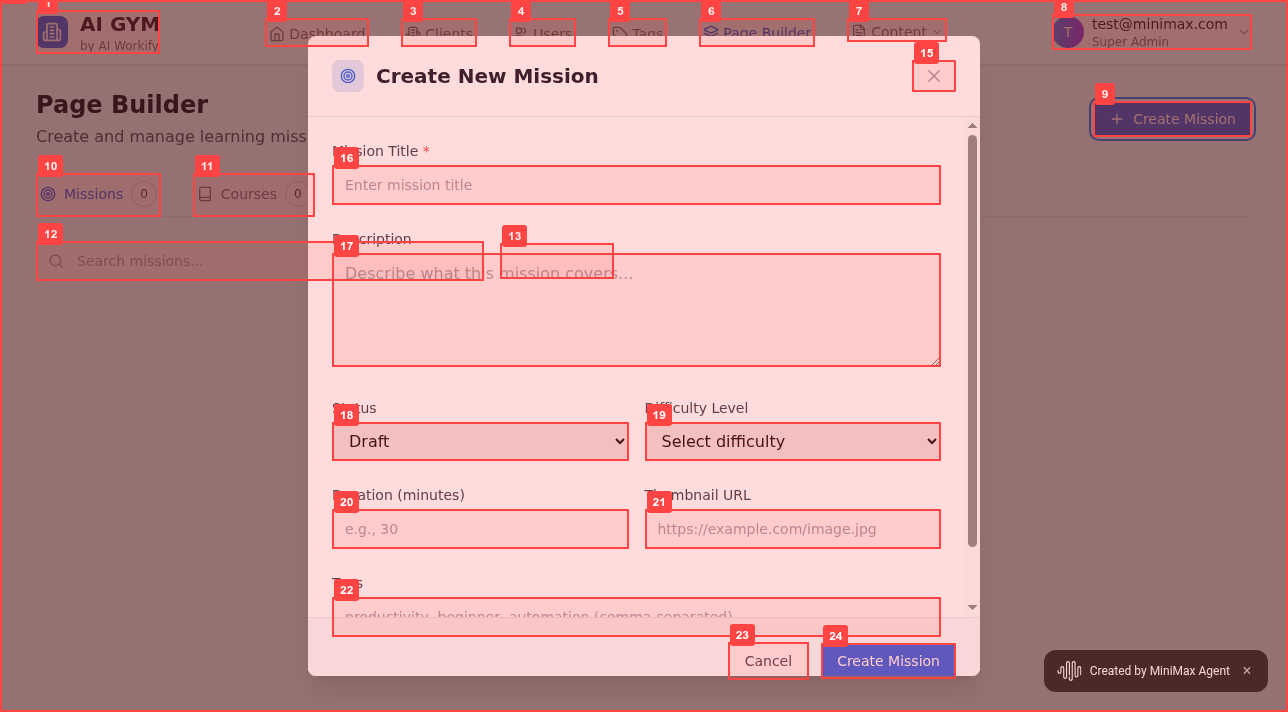 1
2
3
4
5
6
7
8
AI GYM
by AI Workify
Dashboard
Clients
Users
Tags
Page Builder
Content
T
test@minimax.com
Super Admin
15
Create New Mission
Page Builder
Create and manage learning miss
9
+ Create Mission
10
11
Missions 0
Courses 0
16
Mission Title *
Enter mission title
12
13
17
Description
Search missions...
Describe what this mission covers...
Status
Difficulty Level
18
19
Draft
Select difficulty
Duration (minutes)
Thumbnail URL
20
21
e.g., 30
https://example.com/image.jpg
Tags
22
productivity, beginner, automation (comma separated)
23
24
Cancel
Create Mission
Created by MiniMax Agent ×